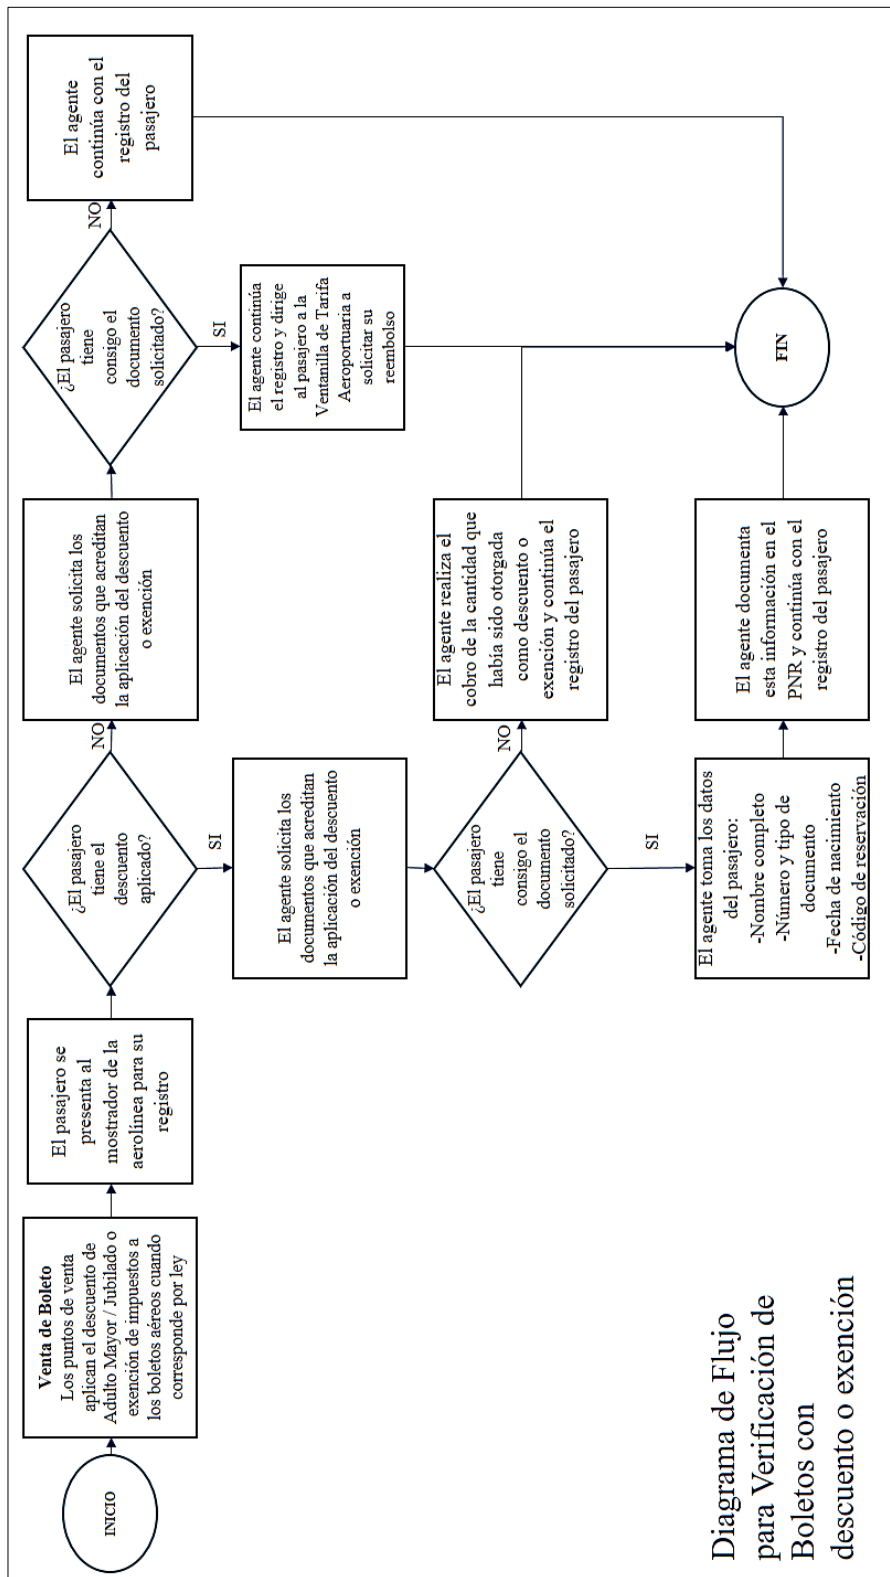 INICIO
Venta de Boleto
Los puntos de venta
aplican el descuento de
Adulto Mayor / Jubilado o
exención de impuestos a
los boletos aéreos cuando
corresponde por ley
El pasajero se
presenta al
mostrador de la
aerolínea para su
registro
¿El pasajero
tiene el
descuento
aplicado?
NO
El agente solicita los
documentos que acreditan
la aplicación del descuento
o exención
¿El pasajero
tiene
consigo el
documento
solicitado?
NO
El agente
continúa con el
registro del
pasajero
SI
El agente continúa
el registro y dirige
al pasajero a la
Ventanilla de Tarifa
Aeroportuaria a
solicitar su
reembolso
SI
El agente solicita los
documentos que acreditan
la aplicación del descuento
o exención
¿El pasajero
tiene
consigo el
documento
solicitado?
NO
El agente realiza el
cobro de la cantidad que
había sido otorgada
como descuento o
exención y continúa el
registro del pasajero
SI
El agente toma los datos
del pasajero:
-Nombre completo
-Número y tipo de
documento
-Fecha de nacimiento
-Código de reservación
El agente documenta
esta información en el
PNR y continúa con el
registro del pasajero
FIN
Diagrama de Flujo
para Verificación de
Boletos con
descuento o exención